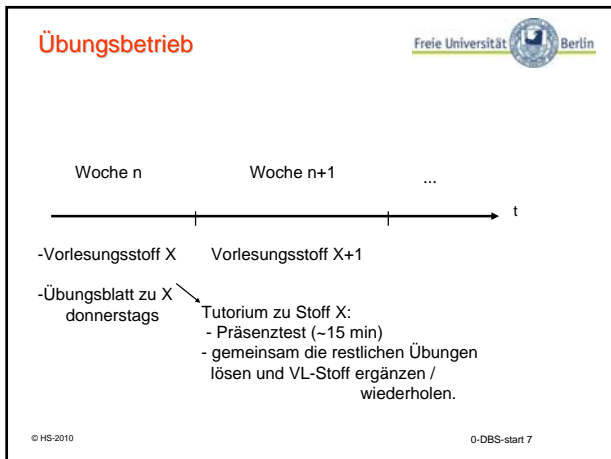 Übungsbetrieb
Freie Universität Berlin
Woche n Woche n+1 ...
t
-Vorlesungsstoff X Vorlesungsstoff X+1
-Übungsblatt zu X
donnerstags
Tutorium zu Stoff X:
- Präsenztest (~15 min)
- gemeinsam die restlichen Übungen
lösen und VL-Stoff ergänzen /
wiederholen.
© HS-2010 0-DBS-start 7